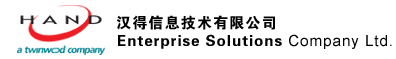 HAND
a twinwood company
汉得信息技术有限公司
Enterprise Solutions Company Ltd.